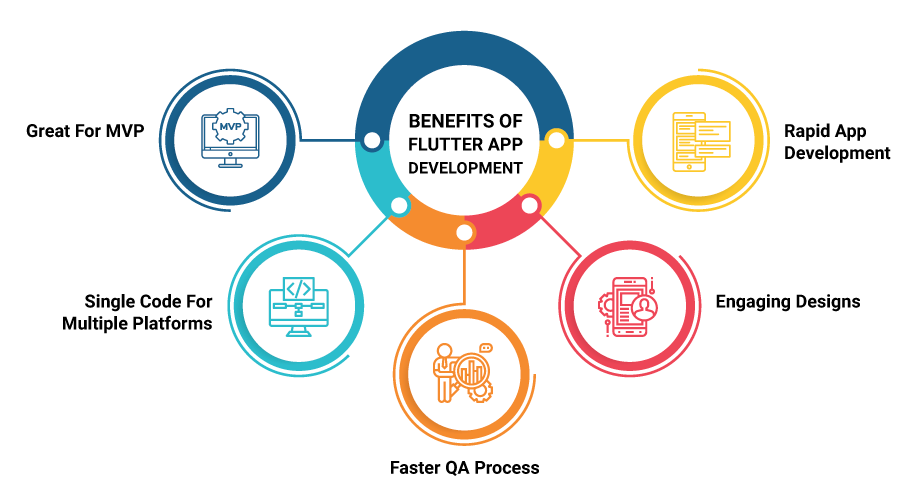 BENEFITS OF
FLUTTER APP
DEVELOPMENT
Great For MVP
MVP
Rapid App
Development
Single Code For
Multiple Platforms
</>
Engaging Designs
Faster QA Process